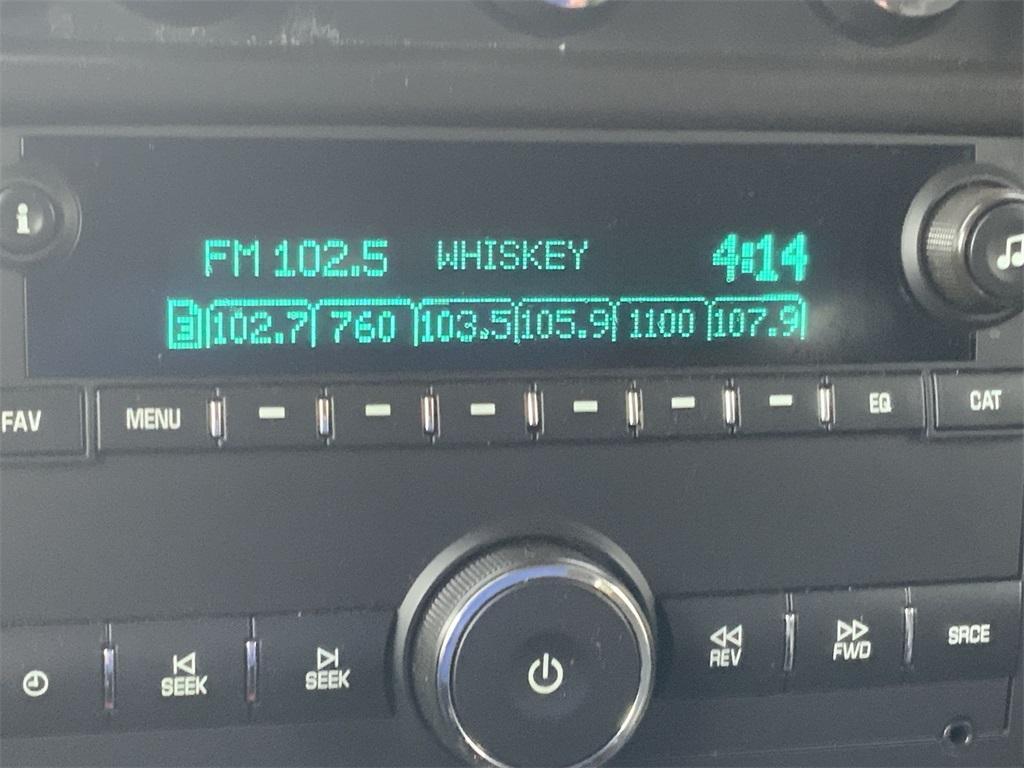 i
FM 102.5 WHISKEY 4:14
3 102.7 760 103.5 105.9 1100 107.9
FAV MENU EQ CAT
SEEK SEEK REV FWD SRCE